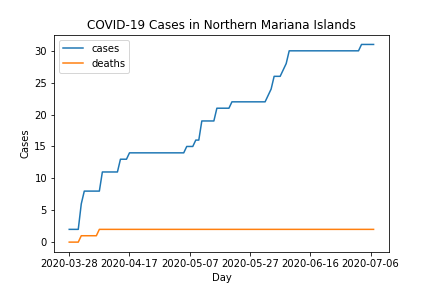 COVID-19 Cases in Northern Mariana Islands
cases
deaths
30
25
20
15
10
5
0
Cases
2020-03-28 2020-04-17 2020-05-07 2020-05-27 2020-06-16 2020-07-06
Day